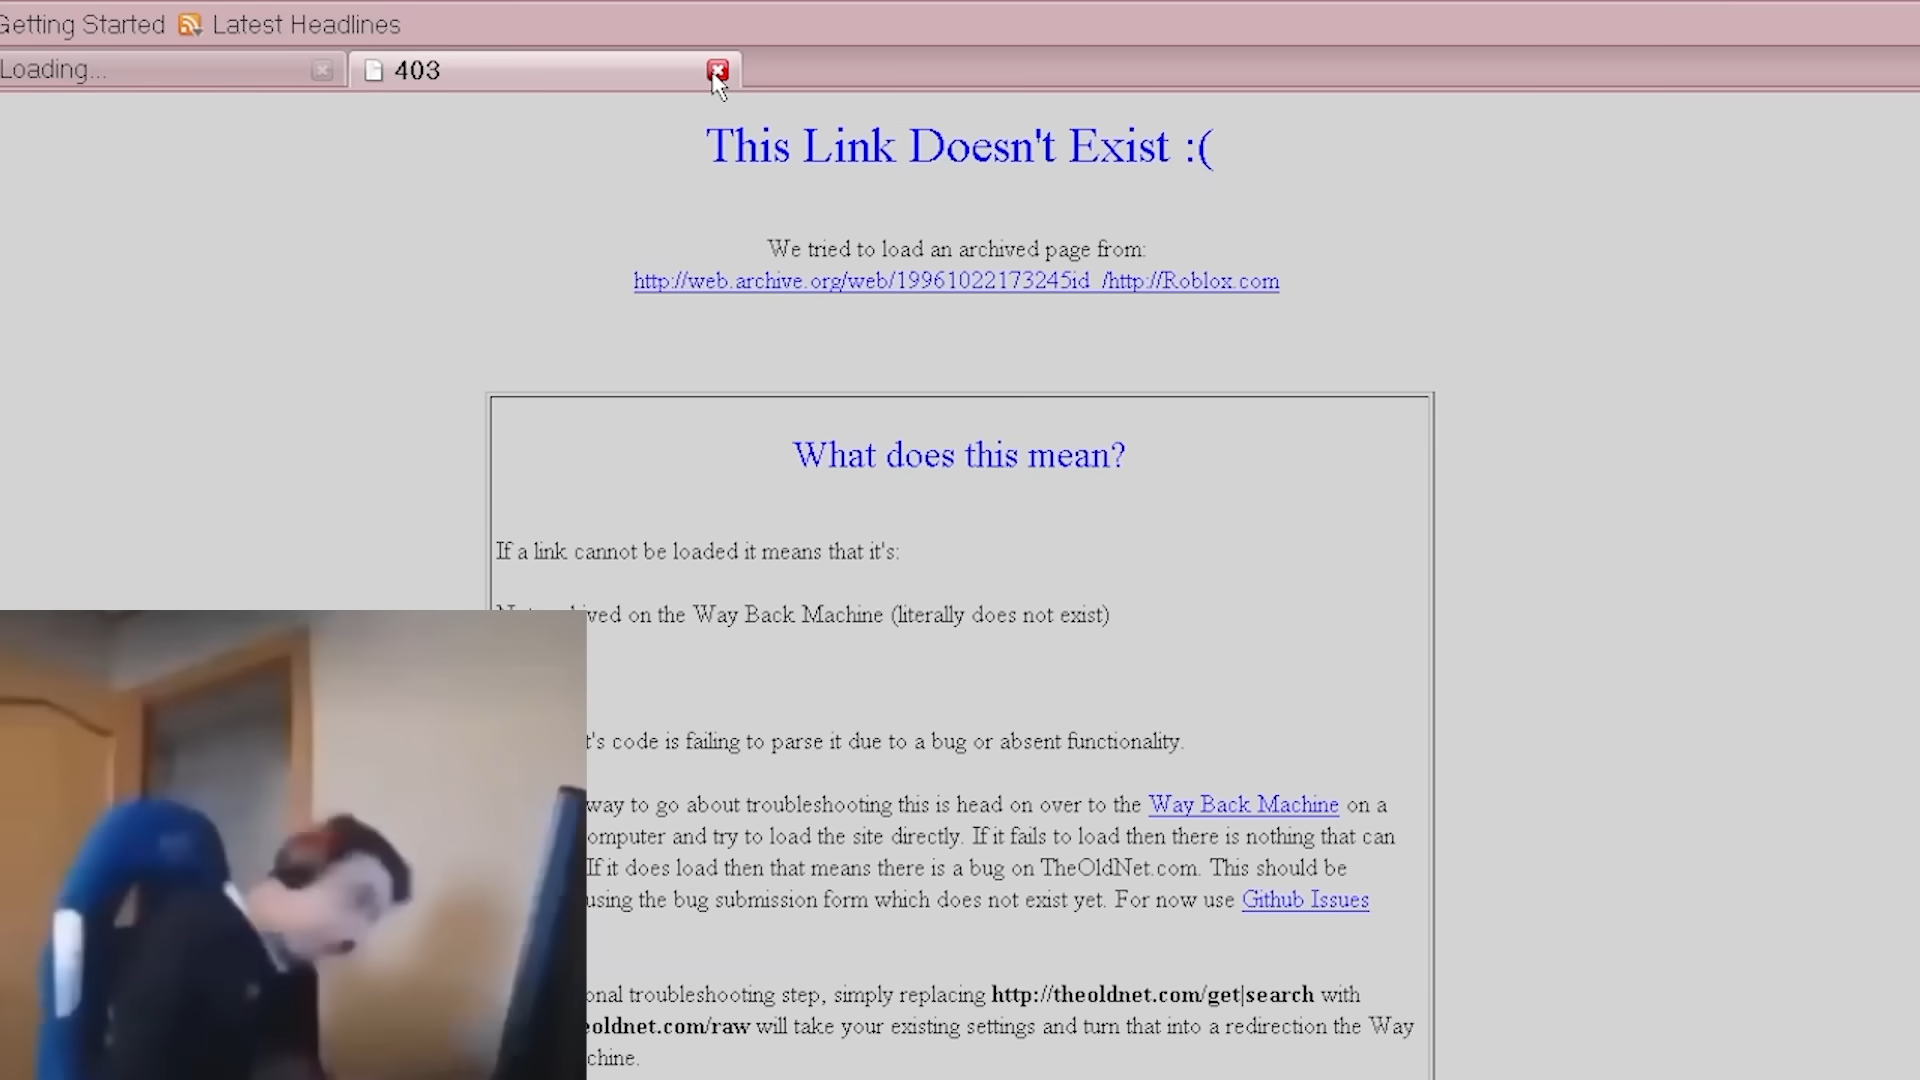 Getting Started Latest Headlines
Loading... 403
This Link Doesn't Exist :(
We tried to load an archived page from:
http://web.archive.org/web/19961022173245id_/http://Roblox.com
What does this mean?
If a link cannot be loaded it means that it's:
ved on the Way Back Machine (literally does not exist)
t's code is failing to parse it due to a bug or absent functionality.
way to go about troubleshooting this is head on over to the Way Back Machine on a
omputer and try to load the site directly. If it fails to load then there is nothing that can
If it does load then that means there is a bug on TheOldNet.com. This should be
using the bug submission form which does not exist yet. For now use Github Issues
onal troubleshooting step, simply replacing http://theoldnet.com/get|search with
eoldnet.com/raw will take your existing settings and turn that into a redirection the Way
chine.